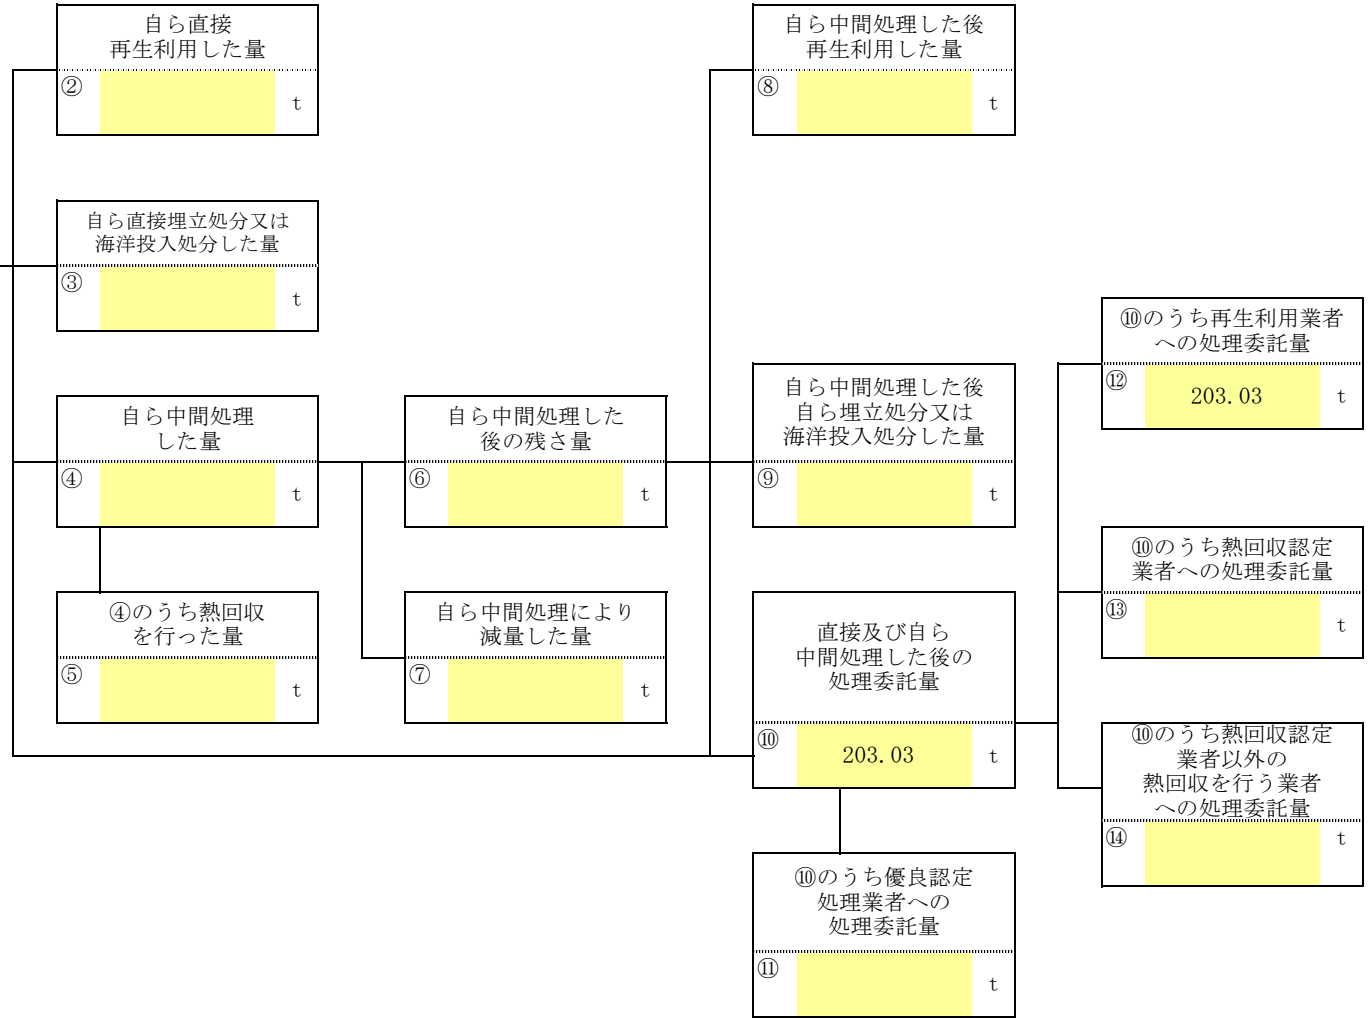 自ら直接
再生利用した量
②
t
自ら中間処理した後
再生利用した量
⑧
t
自ら直接埋立処分又は
海洋投入処分した量
③
t
⑩のうち再生利用業者
への処理委託量
⑫
203.03
t
自ら中間処理
した量
④
t
自ら中間処理した
後の残さ量
⑥
t
自ら中間処理した後
自ら埋立処分又は
海洋投入処分した量
⑨
t
⑩のうち熱回収認定
業者への処理委託量
⑬
t
④のうち熱回収
を行った量
⑤
t
自ら中間処理により
減量した量
⑦
t
直接及び自ら
中間処理した後の
処理委託量
⑩
203.03
t
⑩のうち熱回収認定
業者以外の
熱回収を行う業者
への処理委託量
⑭
t
⑩のうち優良認定
処理業者への
処理委託量
⑪
t